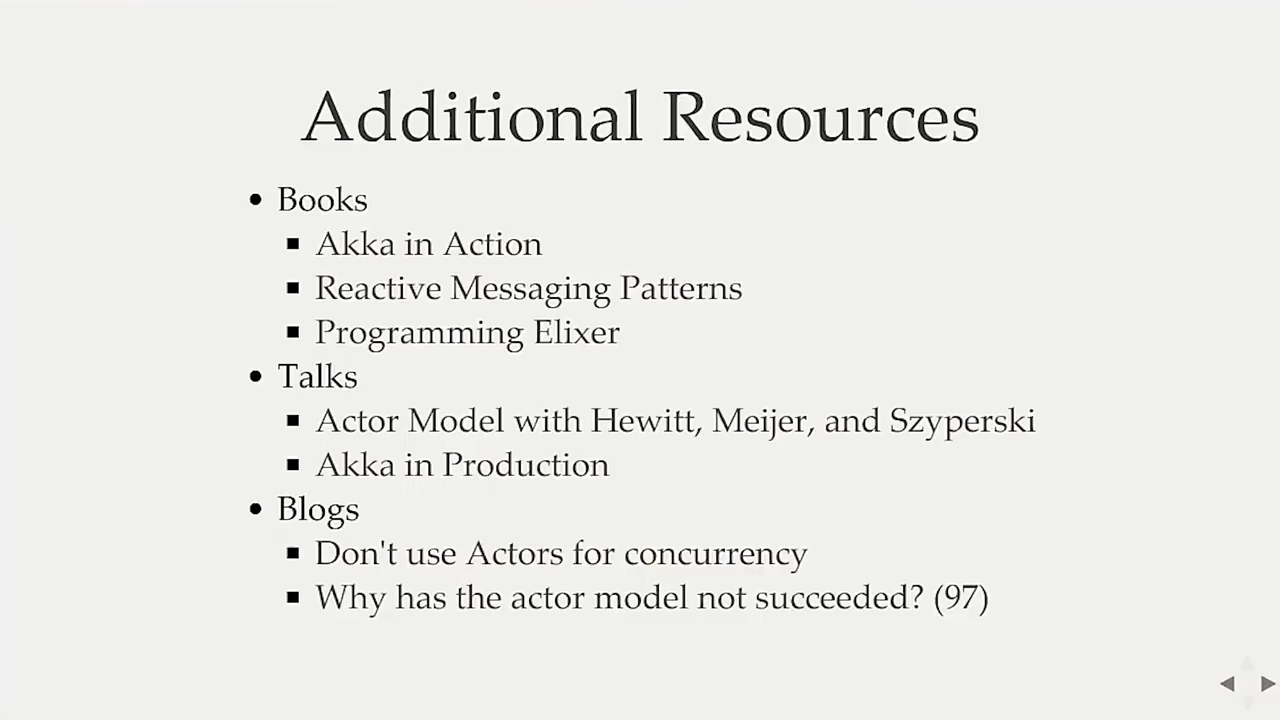 Additional Resources
• Books
▪ Akka in Action
▪ Reactive Messaging Patterns
▪ Programming Elixer
• Talks
▪ Actor Model with Hewitt, Meijer, and Szyperski
▪ Akka in Production
• Blogs
▪ Don't use Actors for concurrency
▪ Why has the actor model not succeeded? (97)